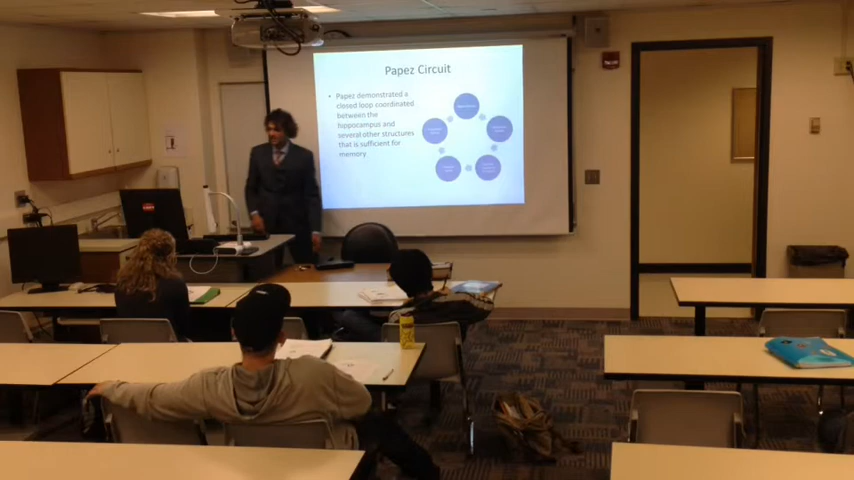 Papez Circuit
• Papez demonstrated a
closed loop coordinated
between the
hippocampus and
several other structures
that is sufficient for
memory